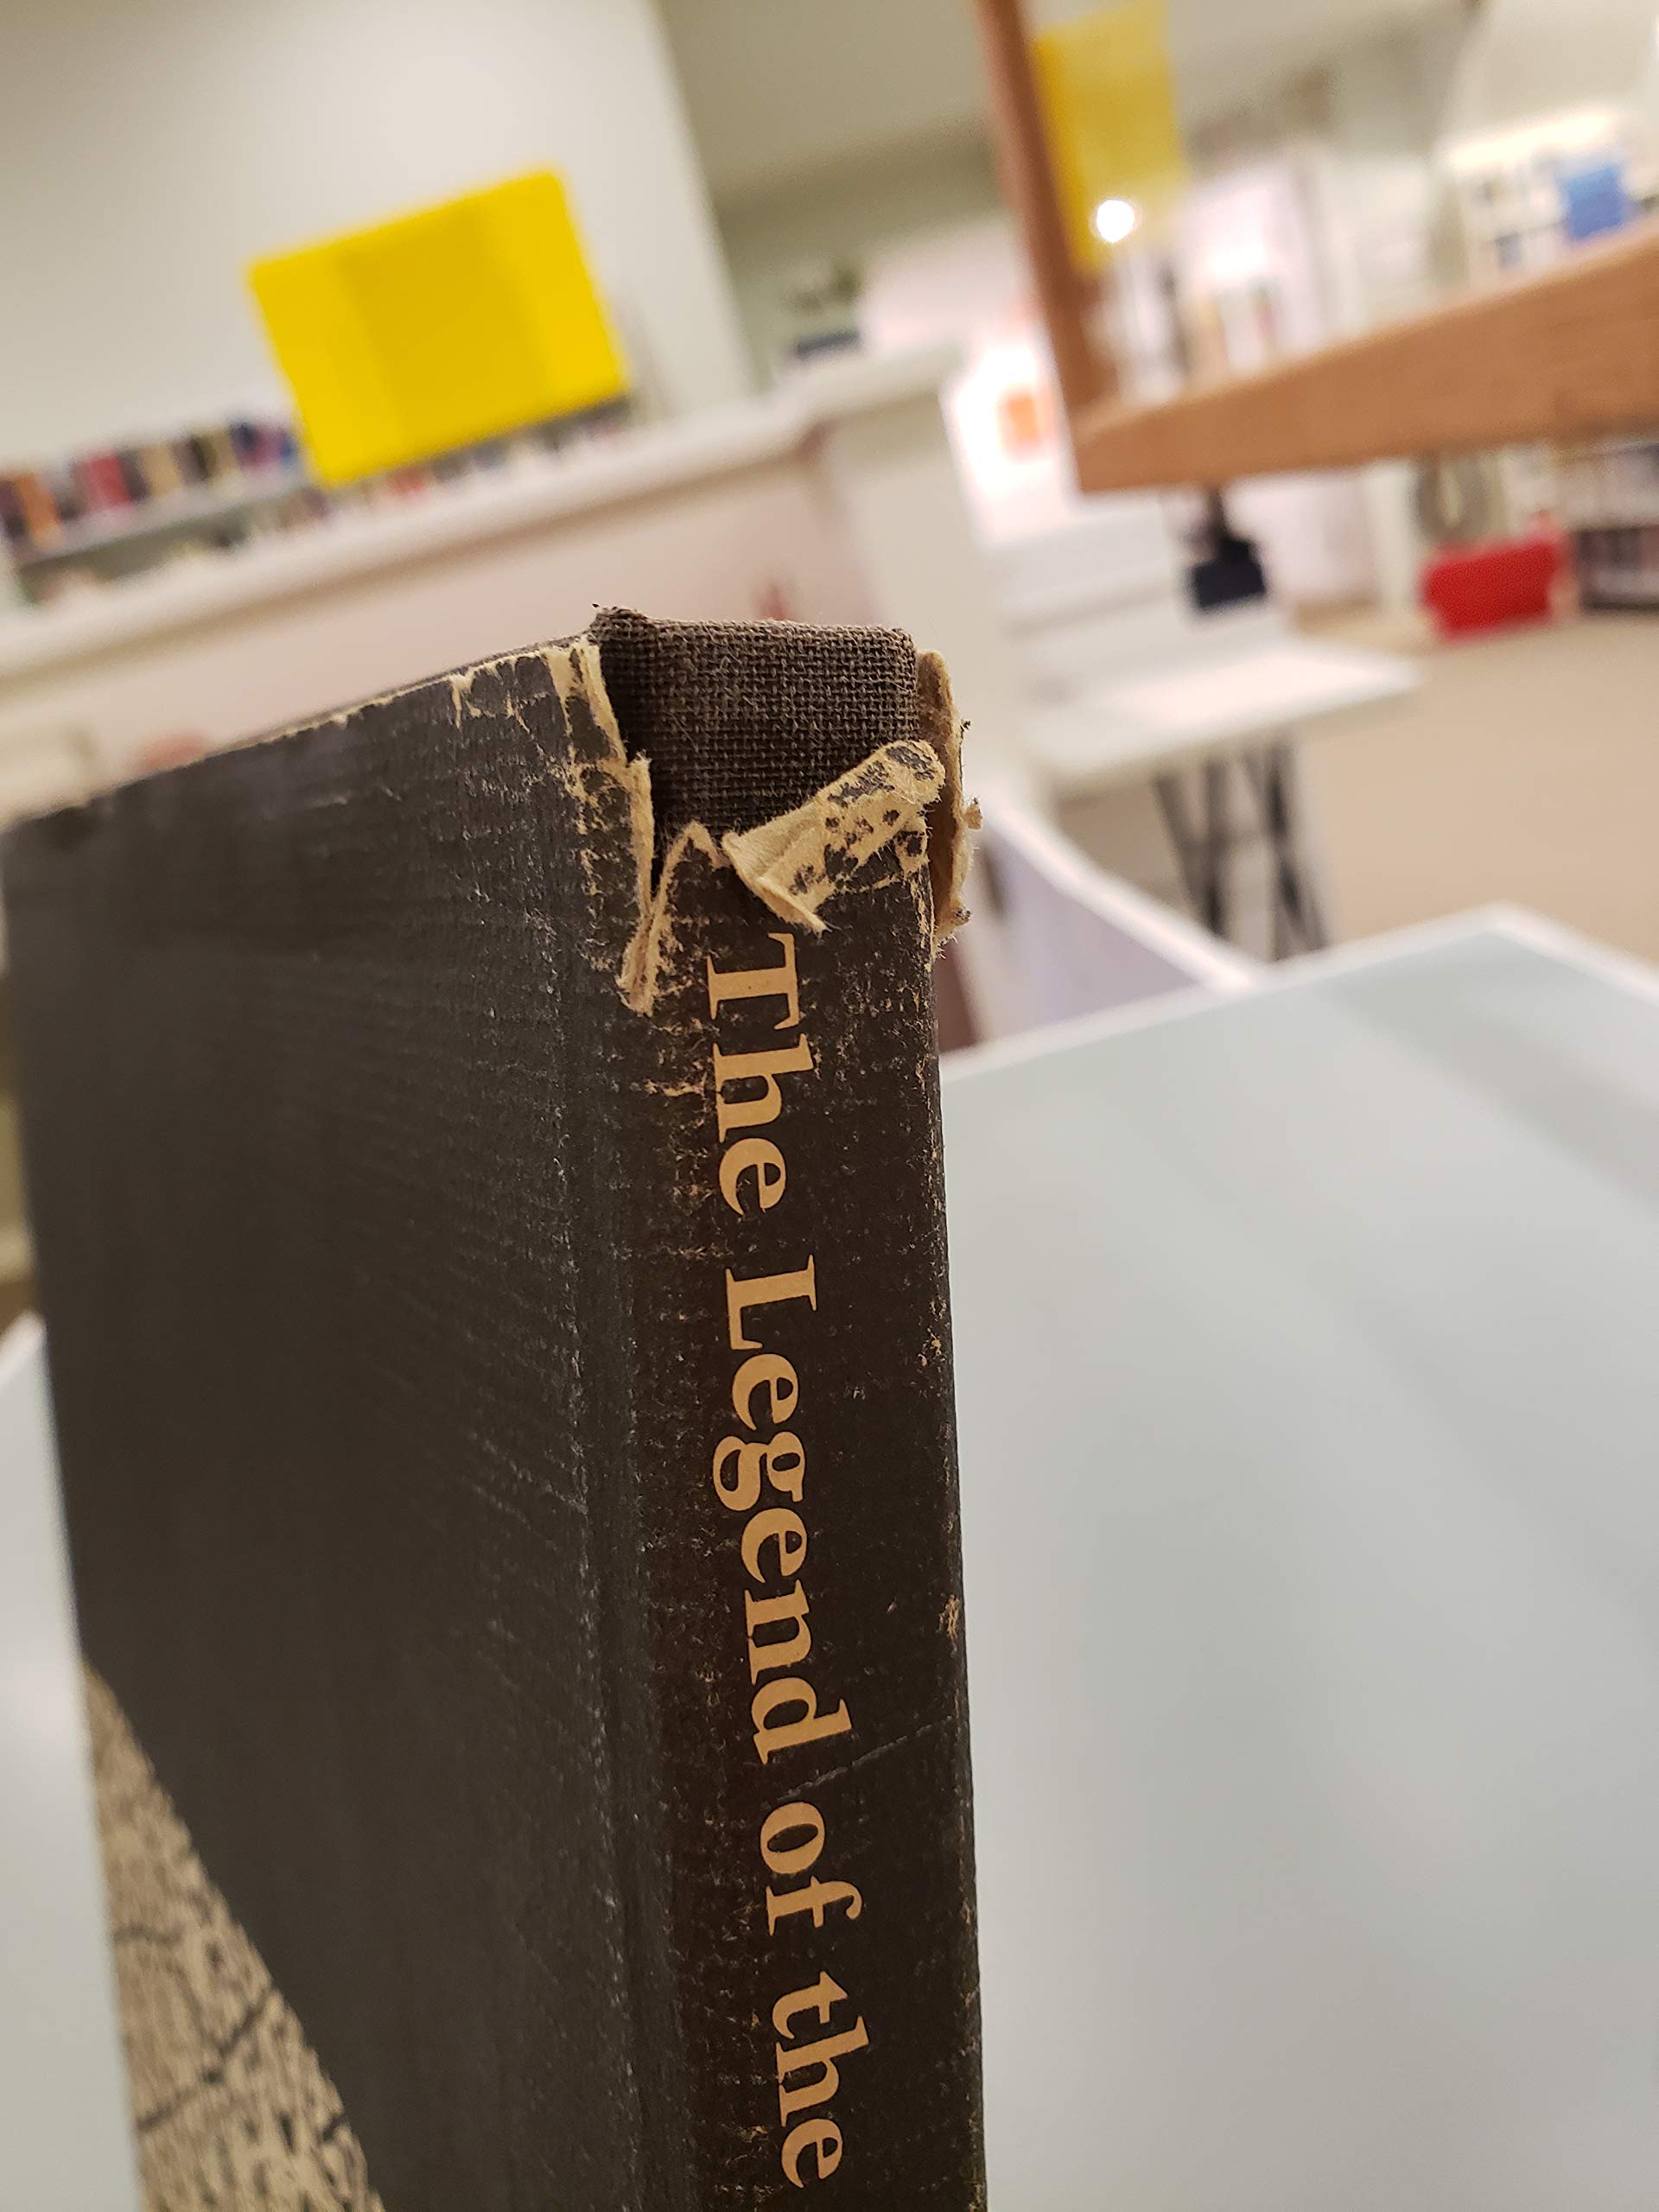 The Legend of the